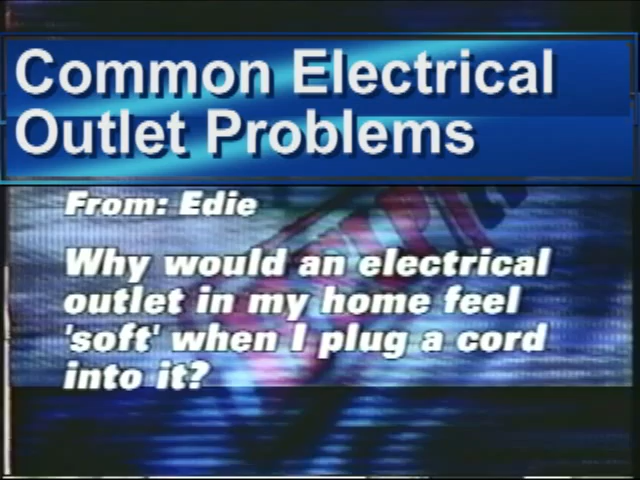 Common Electrical
Outlet Problems
From: Edie
Why would an electrical
outlet in my home feel
'soft' when I plug a cord
into it?